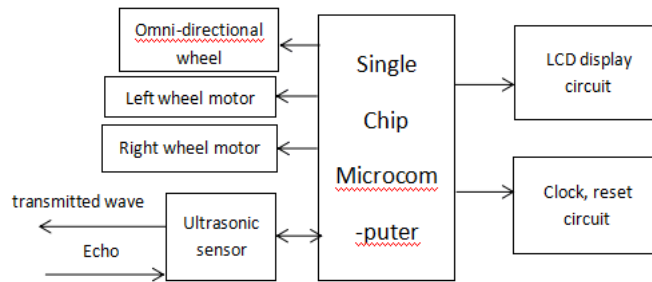 Omni-directional
wheel
Left wheel motor
Right wheel motor
transmitted wave
Echo
Ultrasonic
sensor
Single
Chip
Microcom
-puter
LCD display
circuit
Clock, reset
circuit